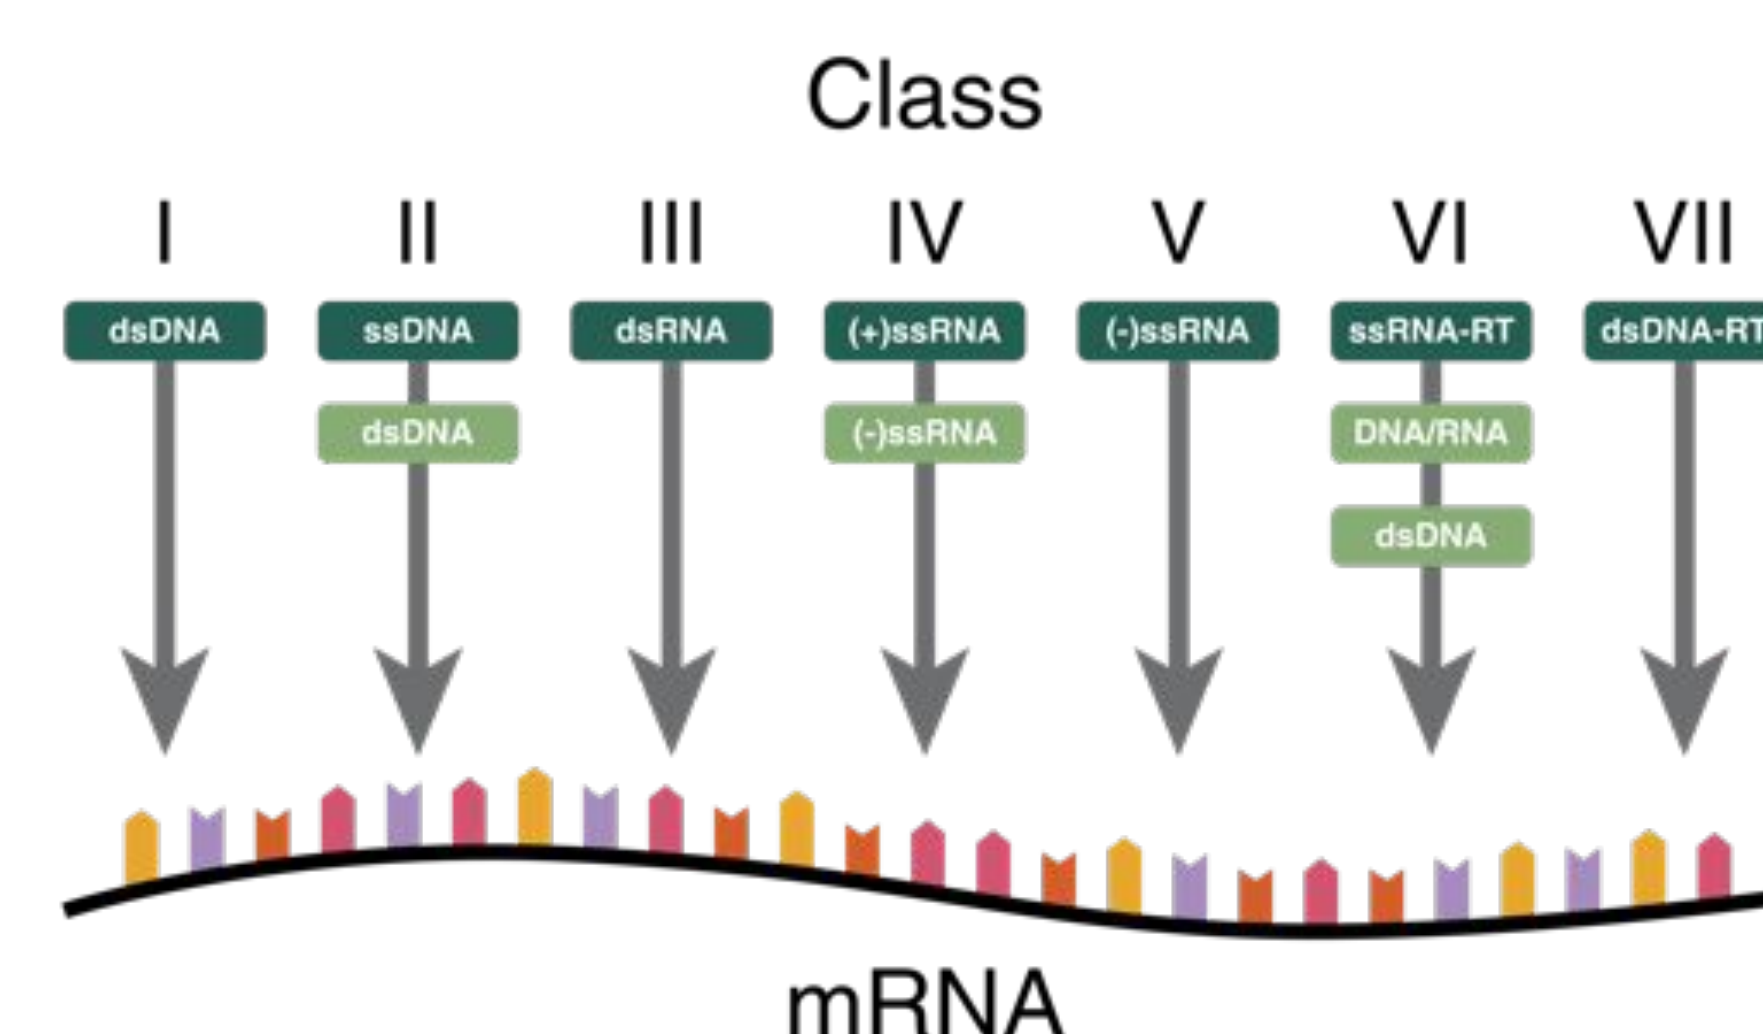 Class
I II III IV V VI VII
dsDNA ssDNA dsRNA (+)ssRNA (-)ssRNA ssRNA-RT dsDNA-RT
dsDNA (-)ssRNA DNA/RNA
dsDNA
mRNA